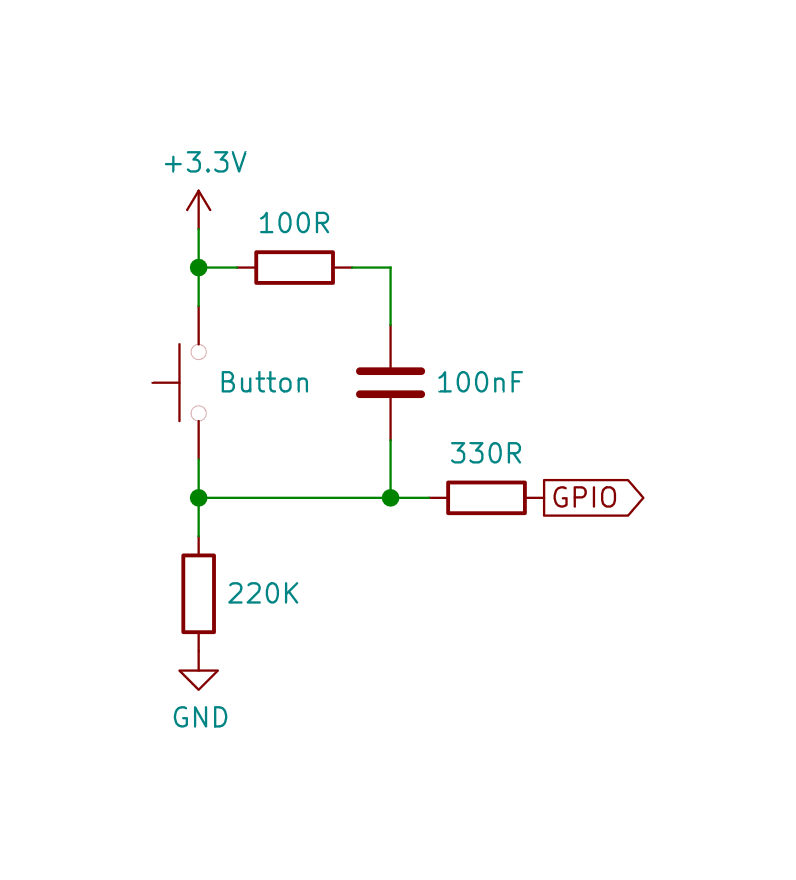 +3.3V
100R
Button
100nF
330R
GPIO
220K
GND